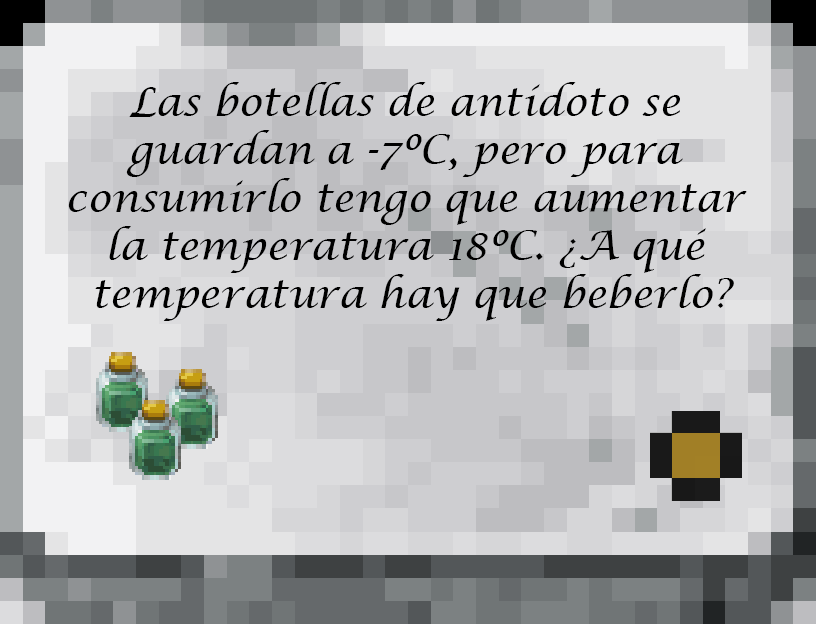 Las botellas de antídoto se
guardan a -7ºC, pero para
consumirlo tengo que aumentar
la temperatura 18ºC. ¿A qué
temperatura hay que beberlo?